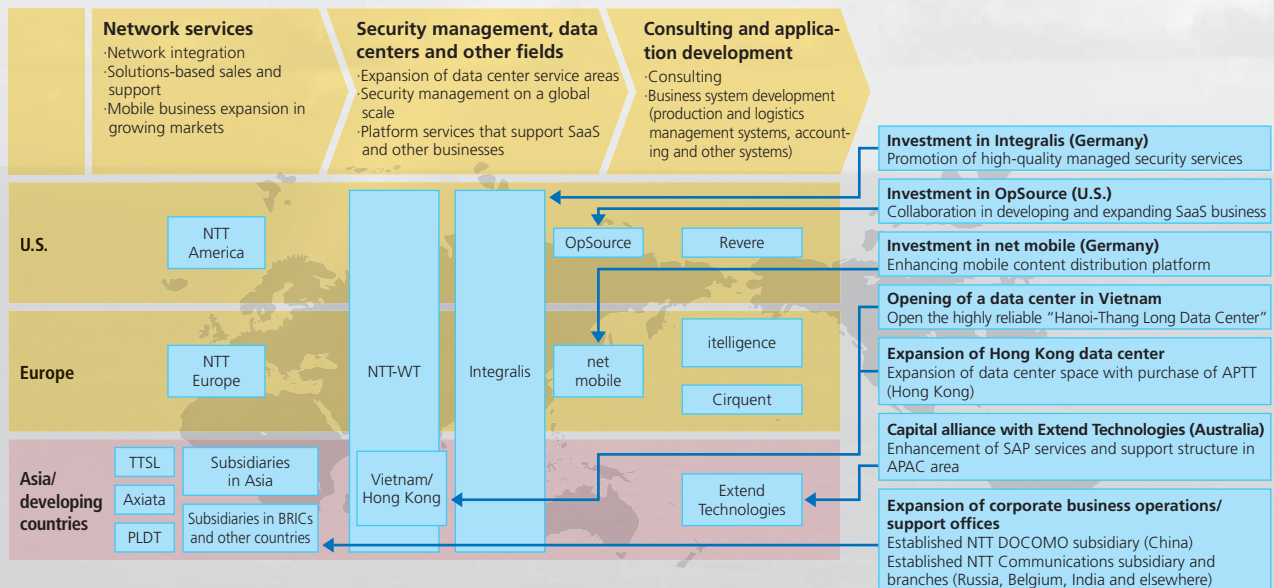 Network services
·Network integration
·Solutions-based sales and
support
·Mobile business expansion in
growing markets
Security management, data
centers and other fields
·Expansion of data center service areas
·Security management on a global
scale
·Platform services that support SaaS
and other businesses
Consulting and applica-
tion development
·Consulting
·Business system development
(production and logistics
management systems, account-
ing and other systems)
U.S.
NTT
America
OpSource
Revere
Europe
NTT
Europe
NTT-WT
Integralis
net
mobile
itelligence
Cirquent
Asia/
developing
countries
TTSL
Axiata
PLDT
Subsidiaries
in Asia
Subsidiaries in BRICs
and other countries
Vietnam/
Hong Kong
Extend
Technologies
Investment in Integralis (Germany)
Promotion of high-quality managed security services
Investment in OpSource (U.S.)
Collaboration in developing and expanding SaaS business
Investment in net mobile (Germany)
Enhancing mobile content distribution platform
Opening of a data center in Vietnam
Open the highly reliable “Hanoi-Thang Long Data Center”
Expansion of Hong Kong data center
Expansion of data center space with purchase of APTT
(Hong Kong)
Capital alliance with Extend Technologies (Australia)
Enhancement of SAP services and support structure in
APAC area
Expansion of corporate business operations/
support offices
Established NTT DOCOMO subsidiary (China)
Established NTT Communications subsidiary and
branches (Russia, Belgium, India and elsewhere)